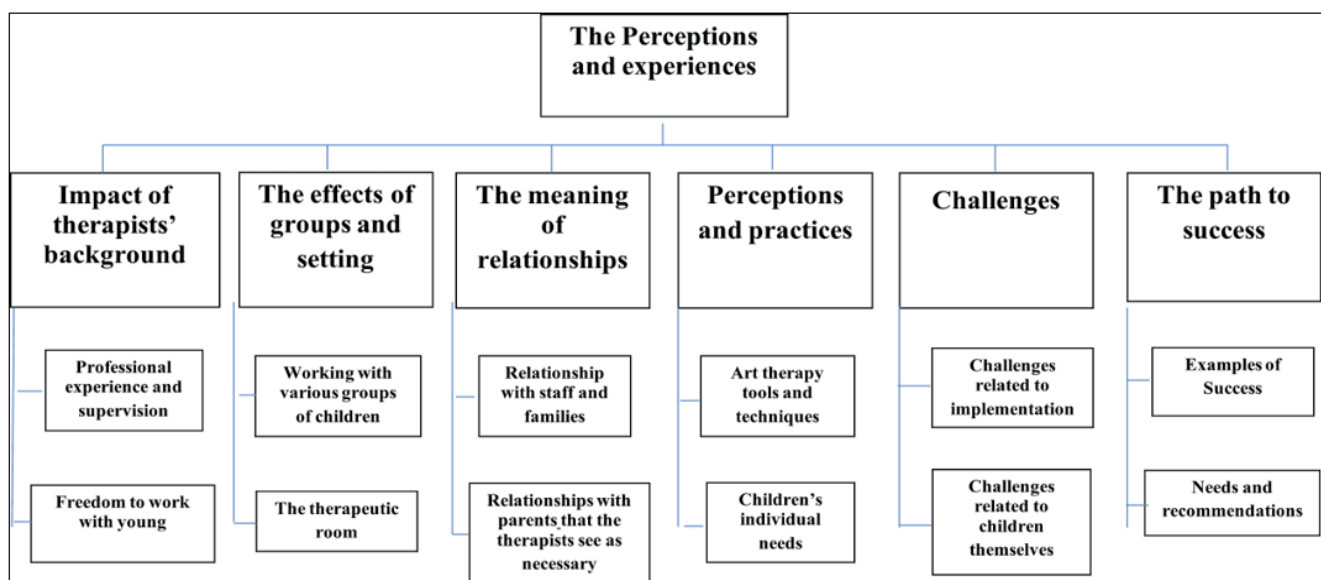 The Perceptions
and experiences
Impact of
therapists’
background
The effects of
groups and
setting
The meaning
of
relationships
Perceptions
and practices
Challenges
The path to
success
Professional
experience and
supervision
Working with
various groups
of children
Relationship
with staff and
families
Art therapy
tools and
techniques
Challenges
related to
implementation
Examples of
Success
Freedom to work
with young
The therapeutic
room
Relationships with
parents that the
therapists see as
necessary
Children’s
individual
needs
Challenges
related to
children
themselves
Needs and
recommendations